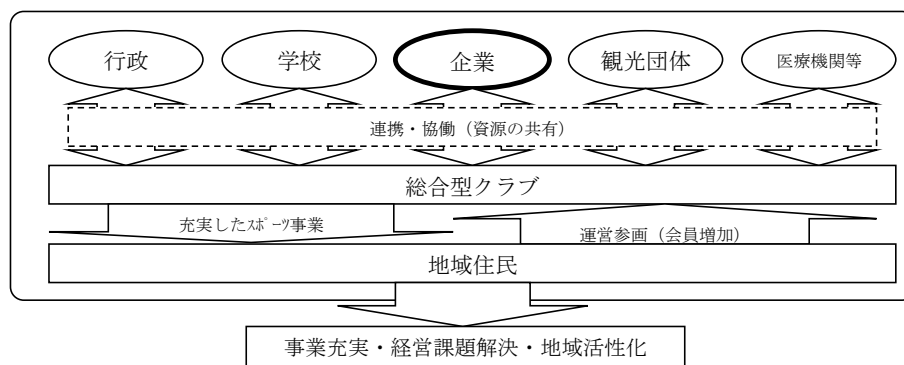 行政
学校
企業
観光団体
医療機関等
連携・協働（資源の共有）
総合型クラブ
充実したｽﾎﾟｰﾂ事業
運営参画（会員増加）
地域住民
事業充実・経営課題解決・地域活性化